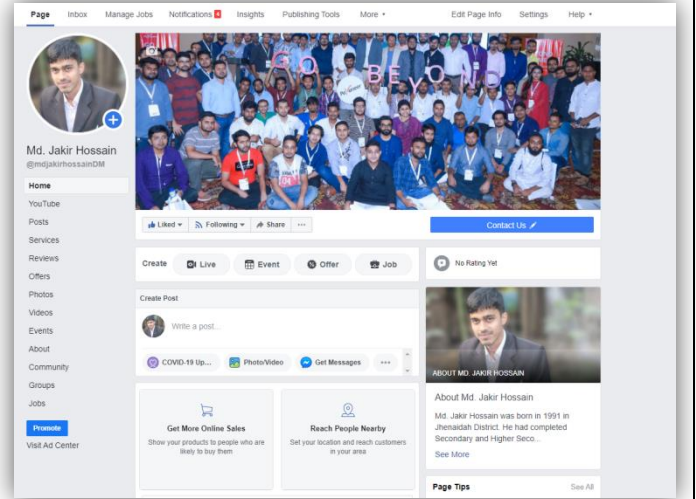 Page Inbox Manage Jobs Notifications 4 Insights Publishing Tools More Edit Page Info Settings Help
GO BEYOND
Md. Jakir Hossain
@mdjakirhossainDM
Home
YouTube
Posts
Services
Reviews
Offers
Photos
Videos
Events
About
Community
Groups
Jobs
Promote
Visit Ad Center
Liked Following Share ...
Contact Us
Create Live Event Offer Job
No Rating Yet
Create Post
Write a post...
COVID-19 Up... Photo/Video Get Messages ...
Get More Online Sales
Show your products to people who are
likely to buy them
Reach People Nearby
Set your location and reach customers
in your area
ABOUT MD. JAKIR HOSSAIN
About Md. Jakir Hossain
Md. Jakir Hossain was born in 1991 in
Jhenaidah District. He had completed
Secondary and Higher Seco...
See More
Page Tips See All